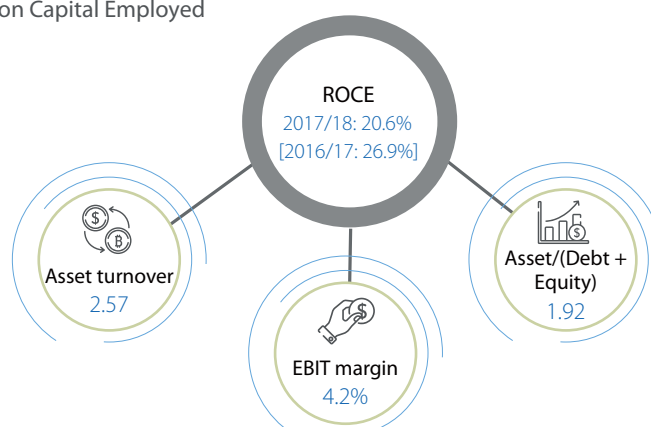 on Capital Employed
ROCE
2017/18: 20.6%
[2016/17: 26.9%]
$
B
Asset turnover
2.57
$
EBIT margin
4.2%
$
Asset/(Debt +
Equity)
1.92